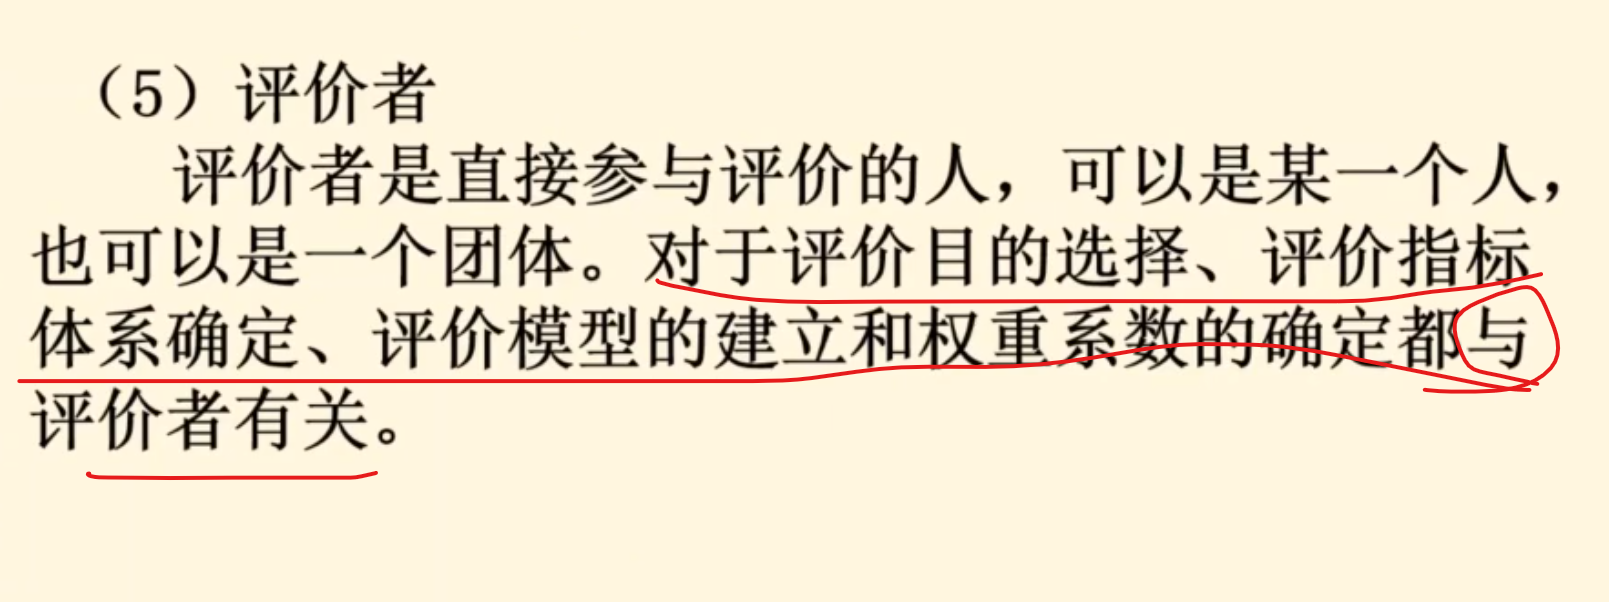 （5）评价者
评价者是直接参与评价的人，可以是某一个人，
也可以是一个团体。对于评价目的选择、评价指标
体系确定、评价模型的建立和权重系数的确定都与
评价者有关。